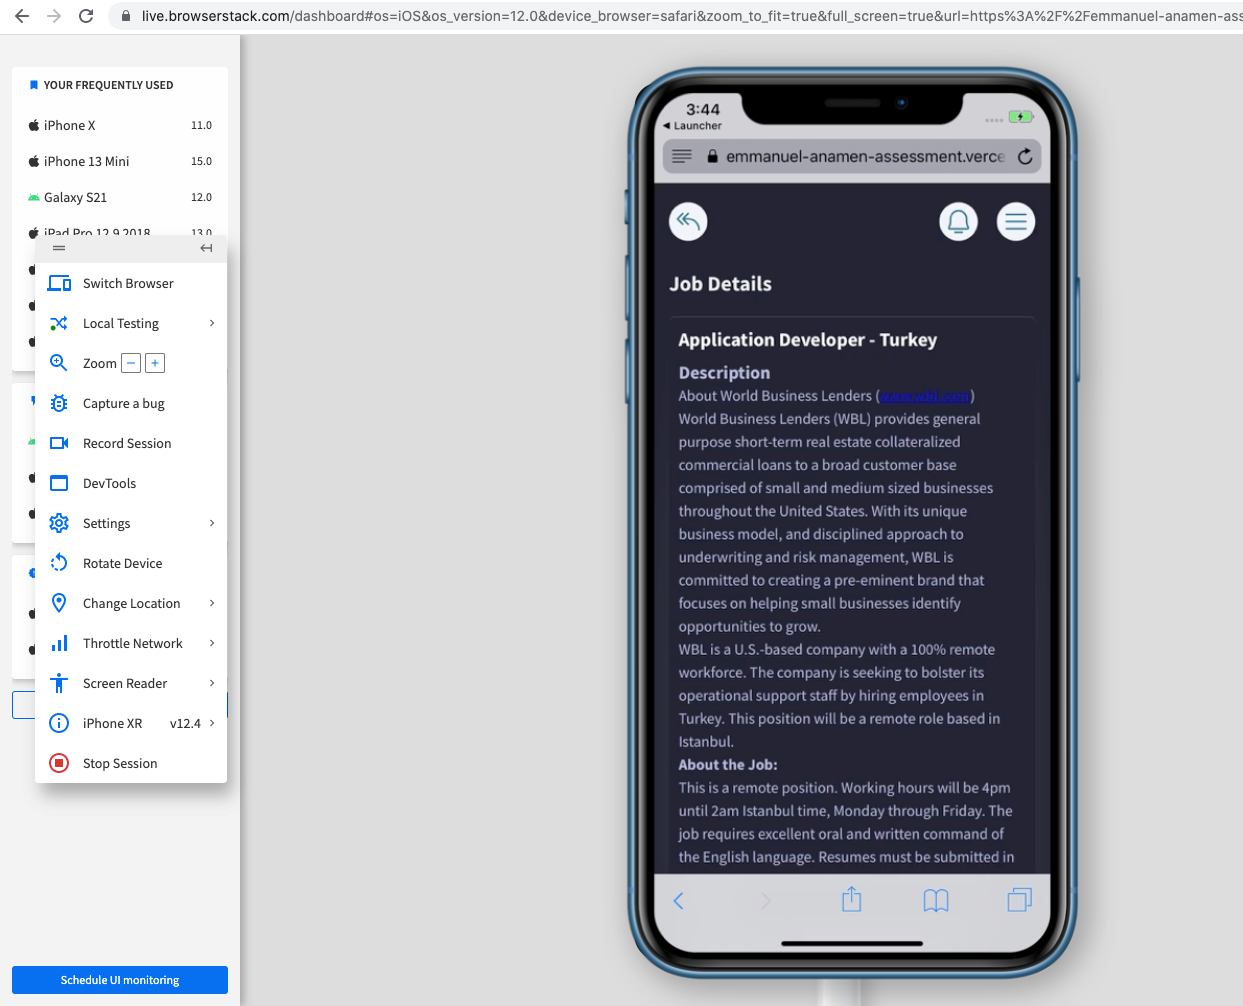 live.browserstack.com/dashboard#os=iOS&os_version=12.0&device_browser=safari&zoom_to_fit=true&full_screen=true&url=https%3A%2F%2Femmanuel-anamen-ass
YOUR FREQUENTLY USED
iPhone X 11.0
iPhone 13 Mini 15.0
Galaxy S21 12.0
iPad Pro 12.9 2018 13.0
Switch Browser
Local Testing
Zoom − +
Capture a bug
Record Session
DevTools
Settings
Rotate Device
Change Location
Throttle Network
Screen Reader
iPhone XR v12.4
Stop Session
Schedule UI monitoring
3:44
Launcher
emmanuel-anamen-assessment.verce
Job Details
Application Developer - Turkey
Description
About World Business Lenders (www.wbl.com)
World Business Lenders (WBL) provides general
purpose short-term real estate collateralized
commercial loans to a broad customer base
comprised of small and medium sized businesses
throughout the United States. With its unique
business model, and disciplined approach to
underwriting and risk management, WBL is
committed to creating a pre-eminent brand that
focuses on helping small businesses identify
opportunities to grow.
WBL is a U.S.-based company with a 100% remote
workforce. The company is seeking to bolster its
operational support staff by hiring employees in
Turkey. This position will be a remote role based in
Istanbul.
About the Job:
This is a remote position. Working hours will be 4pm
until 2am Istanbul time, Monday through Friday. The
job requires excellent oral and written command of
the English language. Resumes must be submitted in